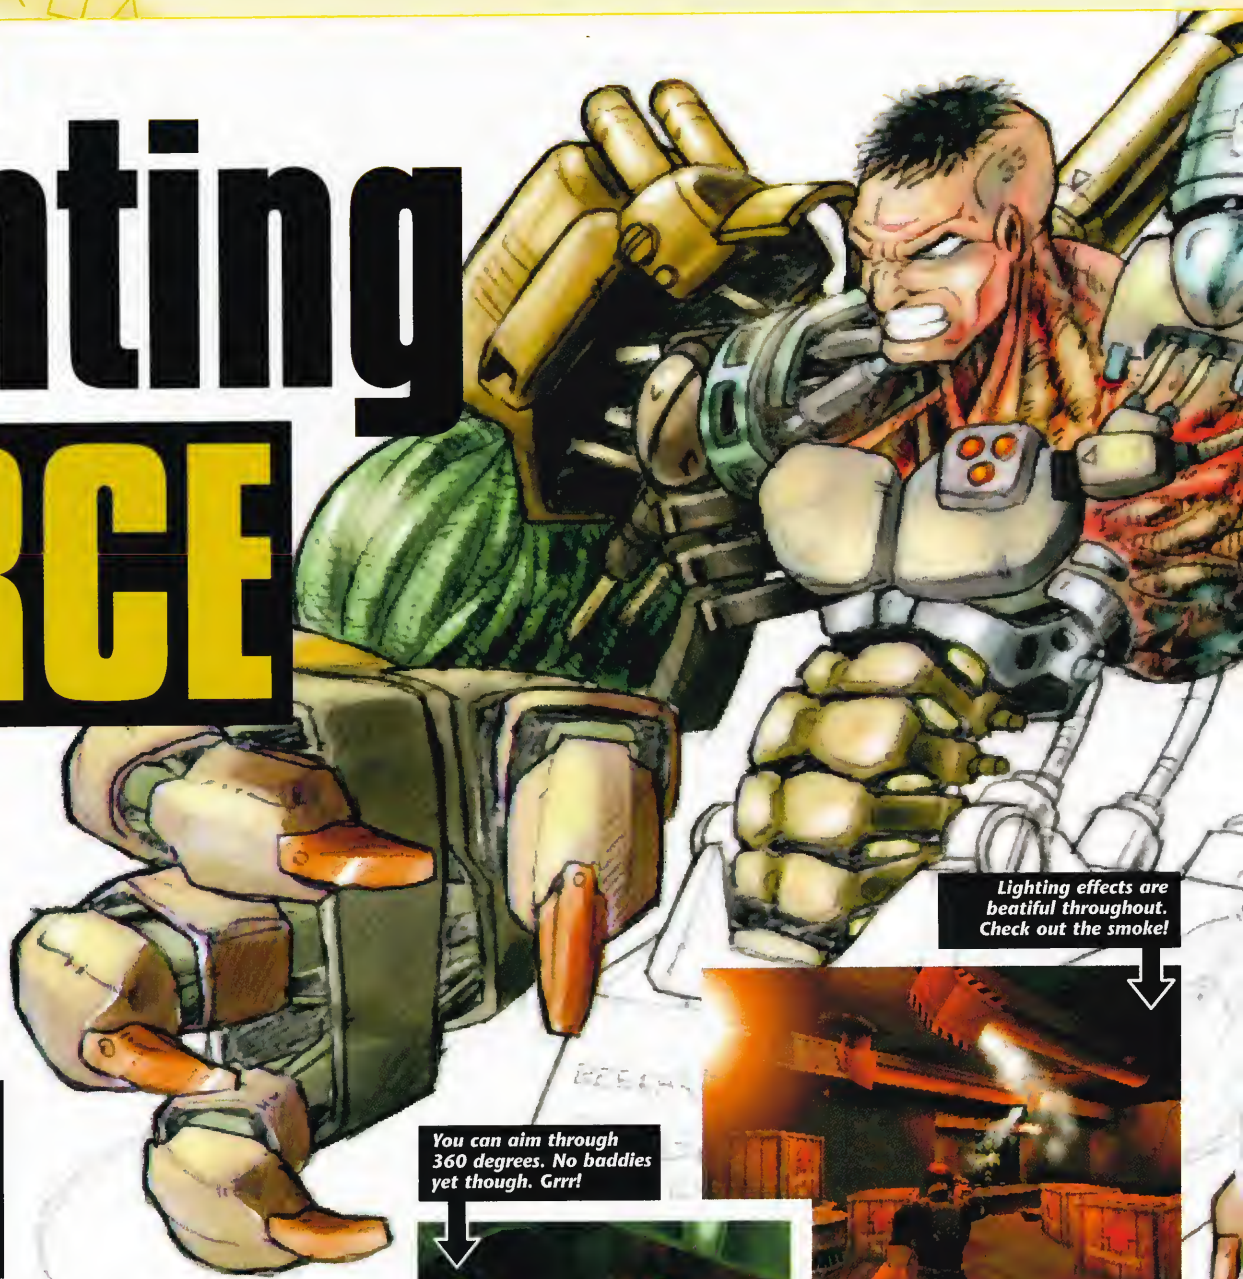 nting
RCE
Lighting effects are
beatiful throughout.
Check out the smoke!
You can aim through
360 degrees. No baddies
yet though. Grrr!